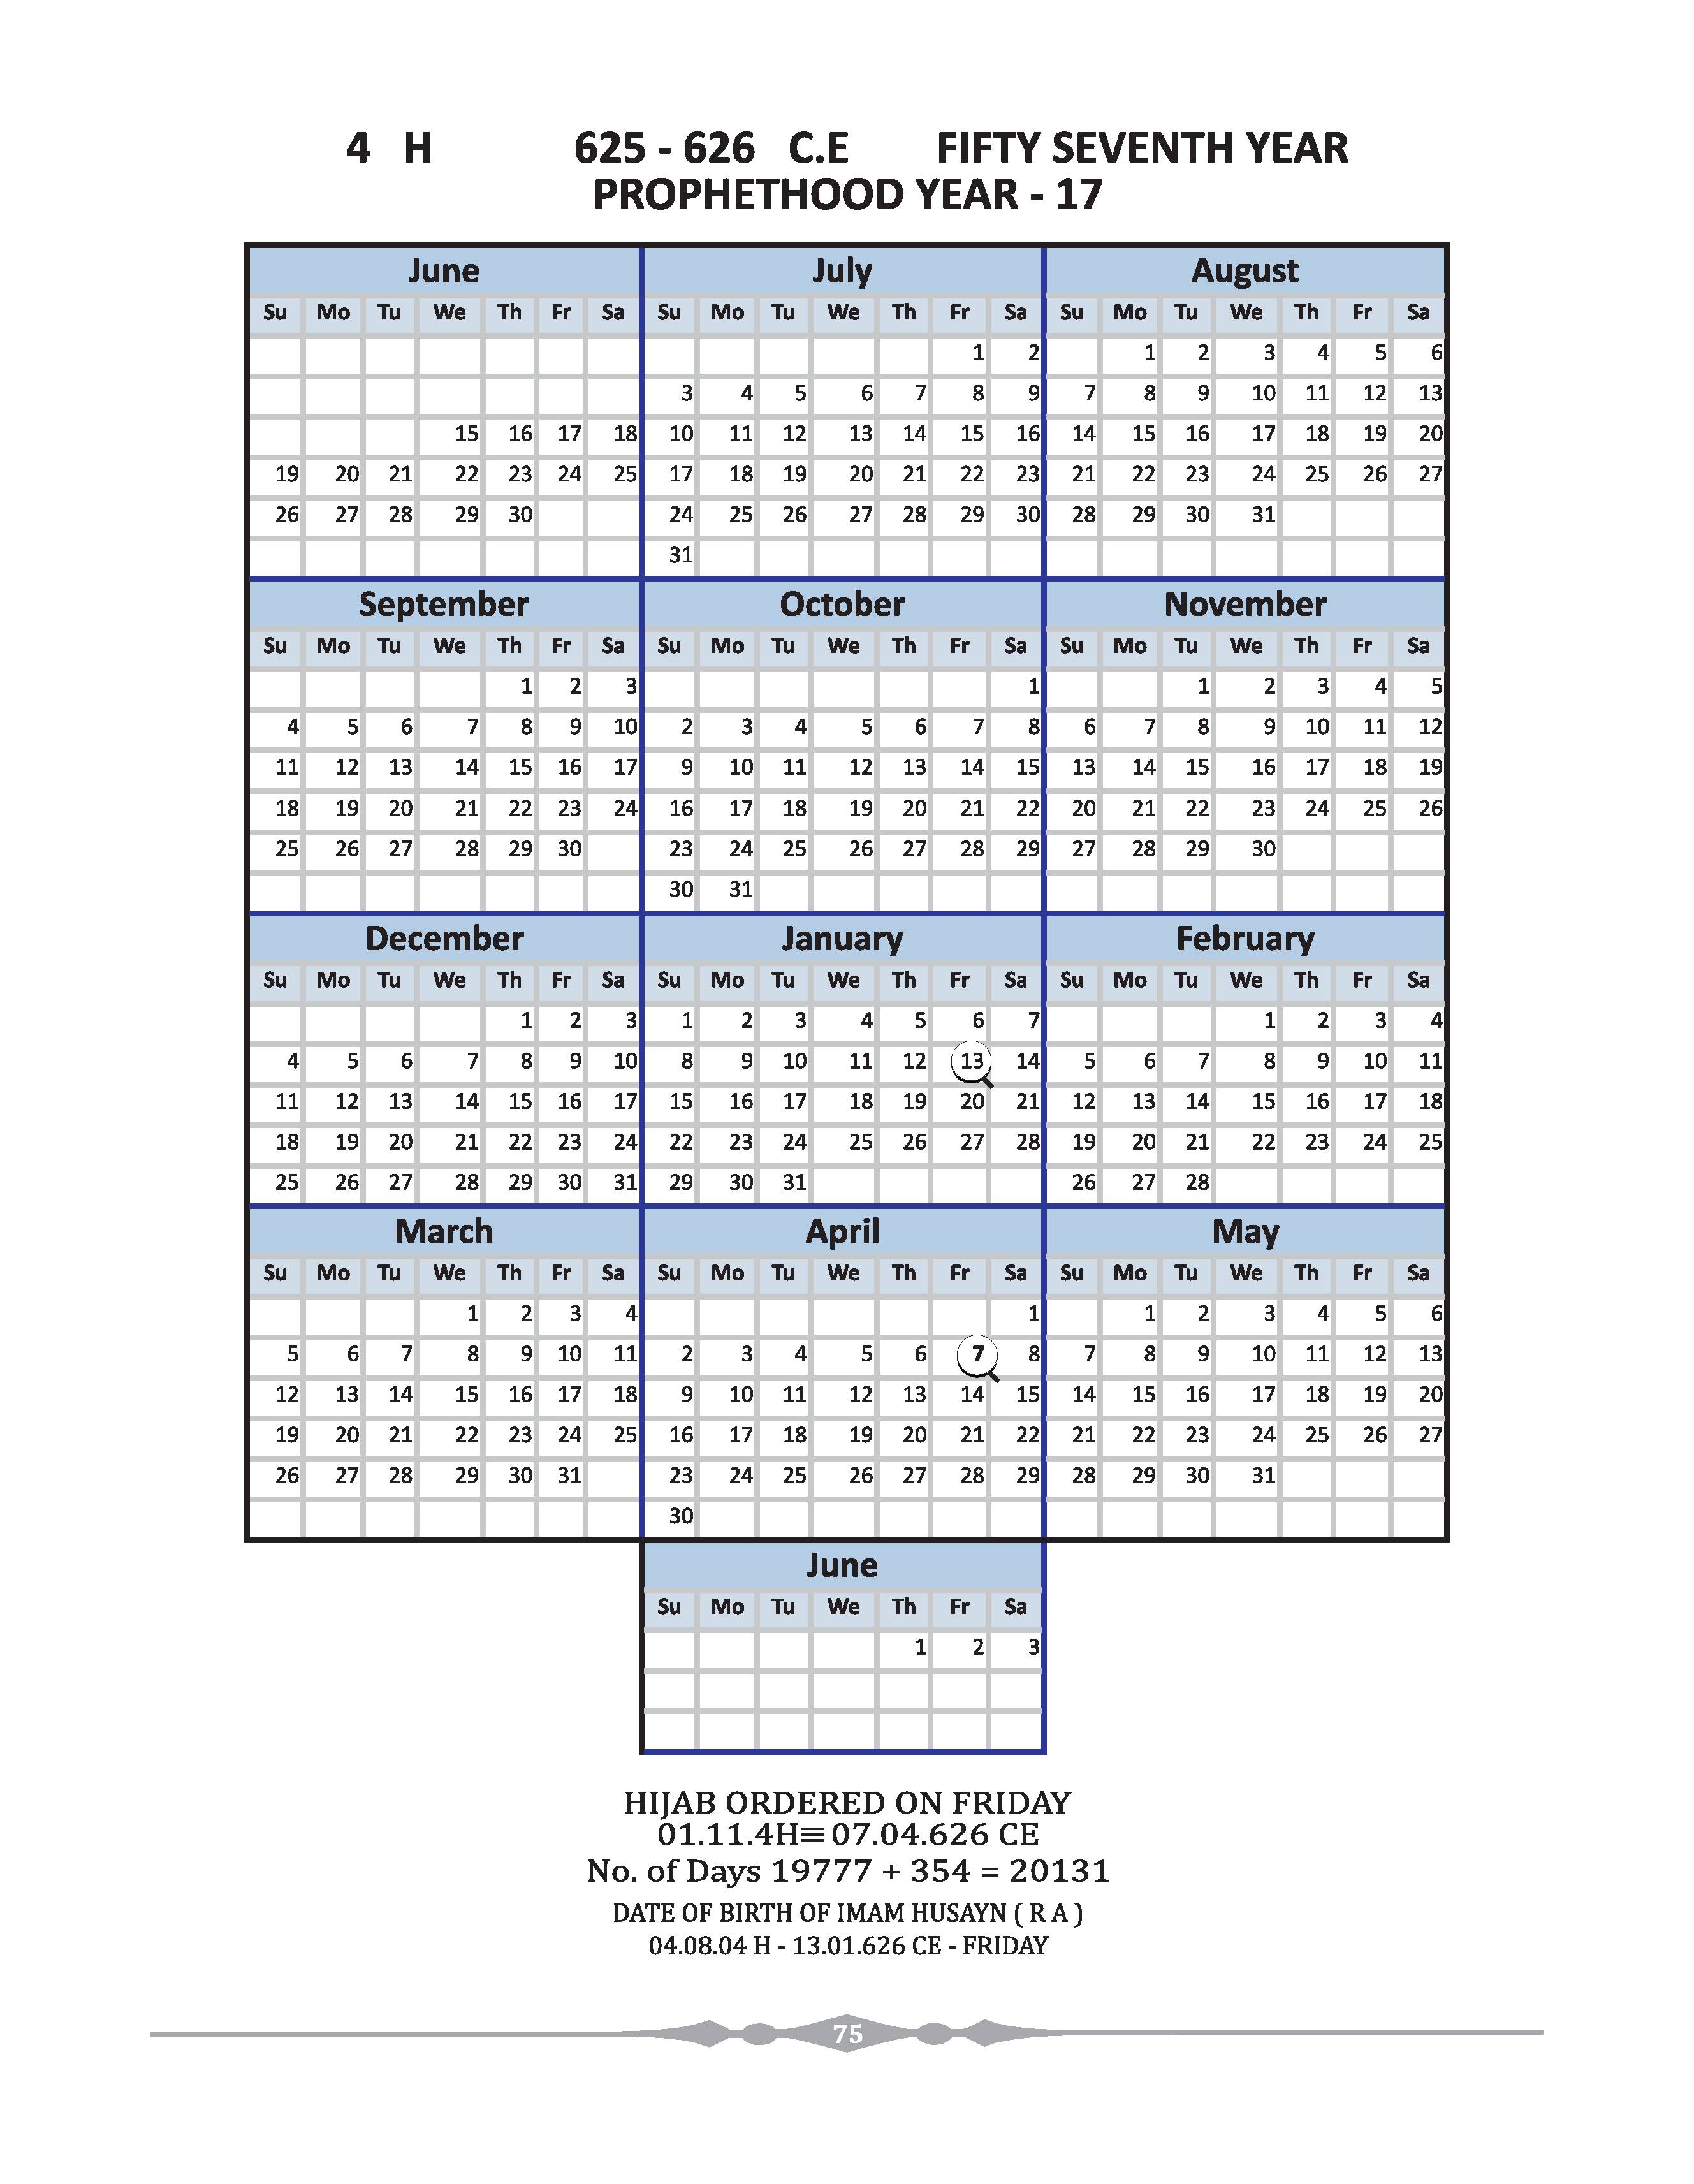 4 H 625 - 626 C.E FIFTY SEVENTH YEAR
PROPHETHOOD YEAR - 17
June July August
Su Mo Tu We Th Fr Sa Su Mo Tu We Th Fr Sa Su Mo Tu We Th Fr Sa
1 2 1 2 3 4 5 6
3 4 5 6 7 8 9 7 8 9 10 11 12 13
15 16 17 18 10 11 12 13 14 15 16 14 15 16 17 18 19 20
19 20 21 22 23 24 25 17 18 19 20 21 22 23 21 22 23 24 25 26 27
26 27 28 29 30 24 25 26 27 28 29 30 28 29 30 31
31
September October November
Su Mo Tu We Th Fr Sa Su Mo Tu We Th Fr Sa Su Mo Tu We Th Fr Sa
1 2 3 1 1 2 3 4 5
4 5 6 7 8 9 10 2 3 4 5 6 7 8 6 7 8 9 10 11 12
11 12 13 14 15 16 17 9 10 11 12 13 14 15 13 14 15 16 17 18 19
18 19 20 21 22 23 24 16 17 18 19 20 21 22 20 21 22 23 24 25 26
25 26 27 28 29 30 23 24 25 26 27 28 29 27 28 29 30
30 31
December January February
Su Mo Tu We Th Fr Sa Su Mo Tu We Th Fr Sa Su Mo Tu We Th Fr Sa
1 2 3 1 2 3 4 5 6 7 1 2 3 4
4 5 6 7 8 9 10 8 9 10 11 12 13 14 5 6 7 8 9 10 11
11 12 13 14 15 16 17 15 16 17 18 19 20 21 12 13 14 15 16 17 18
18 19 20 21 22 23 24 22 23 24 25 26 27 28 19 20 21 22 23 24 25
25 26 27 28 29 30 31 29 30 31 26 27 28
March April May
Su Mo Tu We Th Fr Sa Su Mo Tu We Th Fr Sa Su Mo Tu We Th Fr Sa
1 2 3 4 1 1 2 3 4 5 6
5 6 7 8 9 10 11 2 3 4 5 6 7 8 7 8 9 10 11 12 13
12 13 14 15 16 17 18 9 10 11 12 13 14 15 14 15 16 17 18 19 20
19 20 21 22 23 24 25 16 17 18 19 20 21 22 21 22 23 24 25 26 27
26 27 28 29 30 31 23 24 25 26 27 28 29 28 29 30 31
30
June
Su Mo Tu We Th Fr Sa
1 2 3
HIJAB ORDERED ON FRIDAY
01.11.4H≡07.04.626 CE
No. of Days 19777 + 354 = 20131
DATE OF BIRTH OF IMAM HUSAYN ( R A )
04.08.04 H - 13.01.626 CE - FRIDAY
75